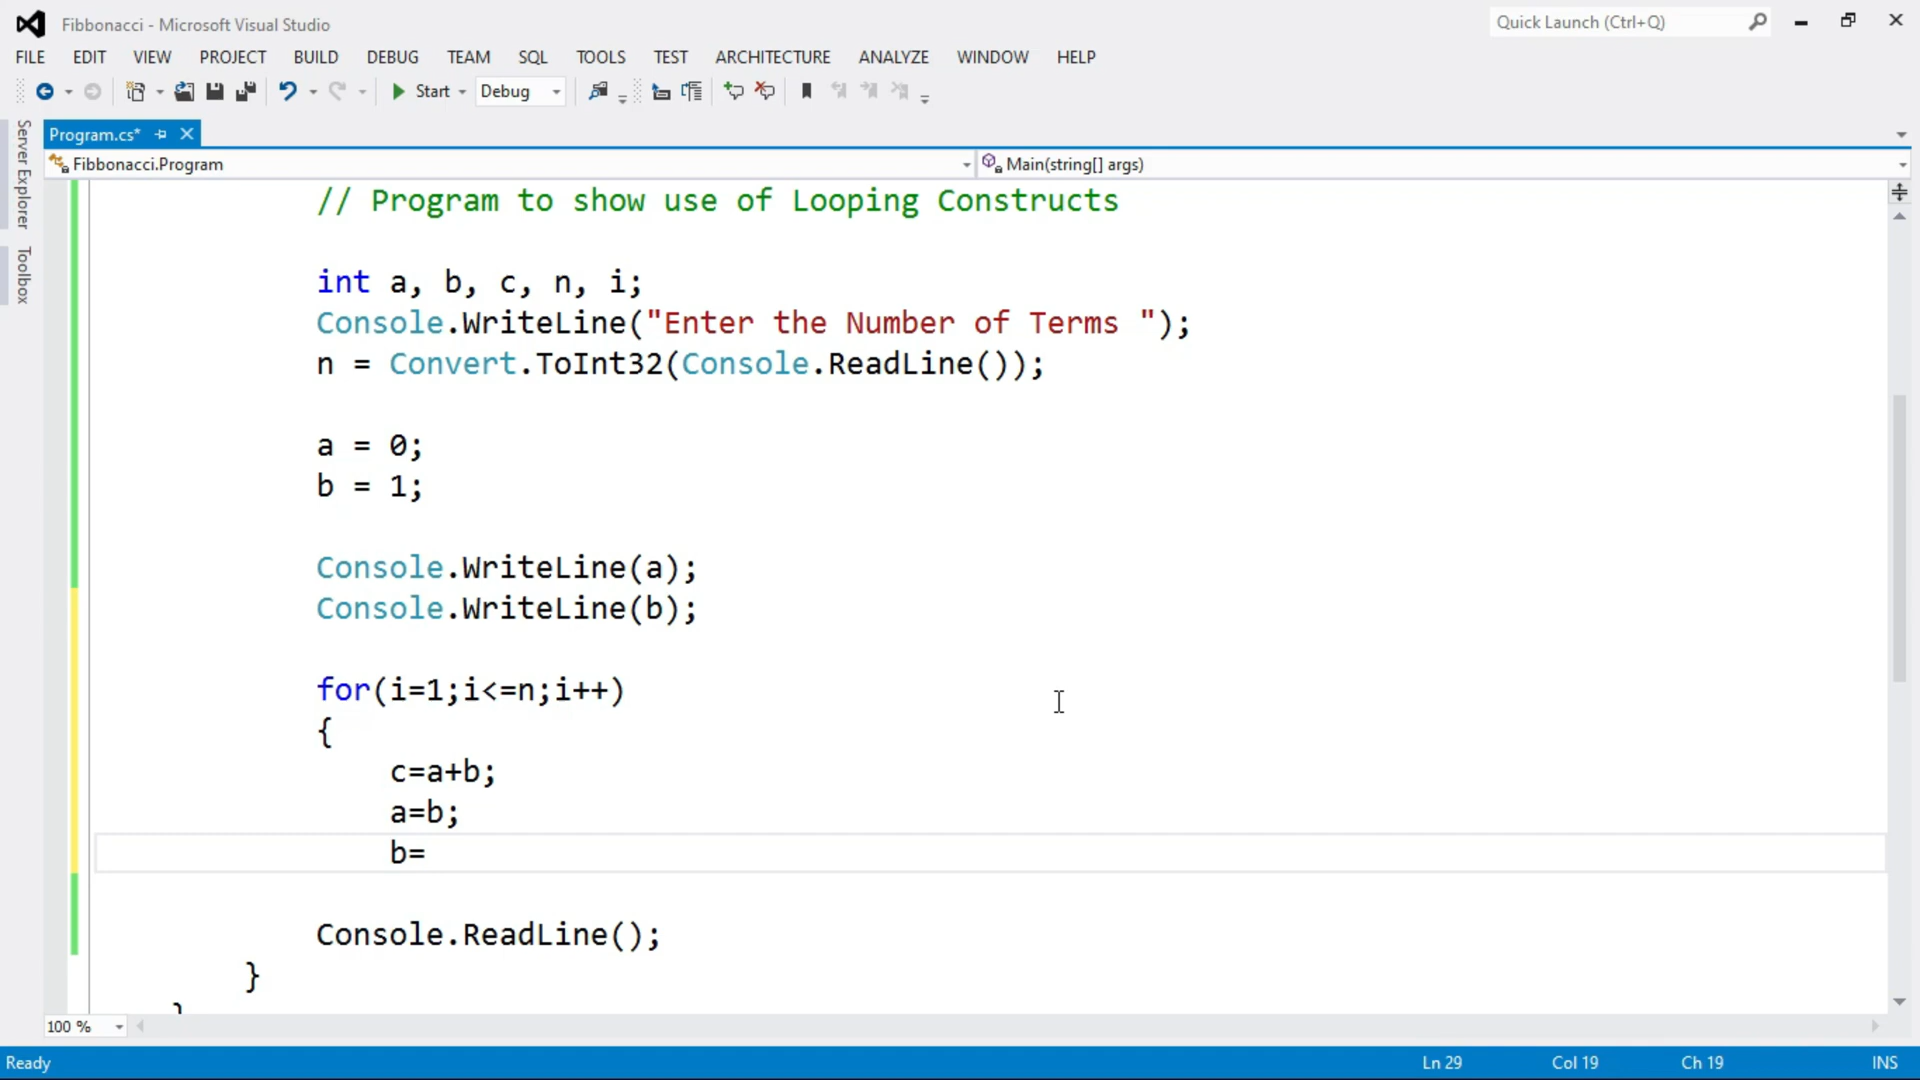 Fibbonacci - Microsoft Visual Studio
Quick Launch (Ctrl+Q)
FILE EDIT VIEW PROJECT BUILD DEBUG TEAM SQL TOOLS TEST ARCHITECTURE ANALYZE WINDOW HELP
Start Debug
Server Explorer
Toolbox
Program.cs*
Fibbonacci.Program
Main(string[] args)
// Program to show use of Looping Constructs
int a, b, c, n, i;
Console.WriteLine("Enter the Number of Terms ");
n = Convert.ToInt32(Console.ReadLine());
a = 0;
b = 1;
Console.WriteLine(a);
Console.WriteLine(b);
for(i=1;i<=n;i++)
{
c=a+b;
a=b;
b=
Console.ReadLine();
}
}
100 %
Ready Ln 29 Col 19 Ch 19 INS